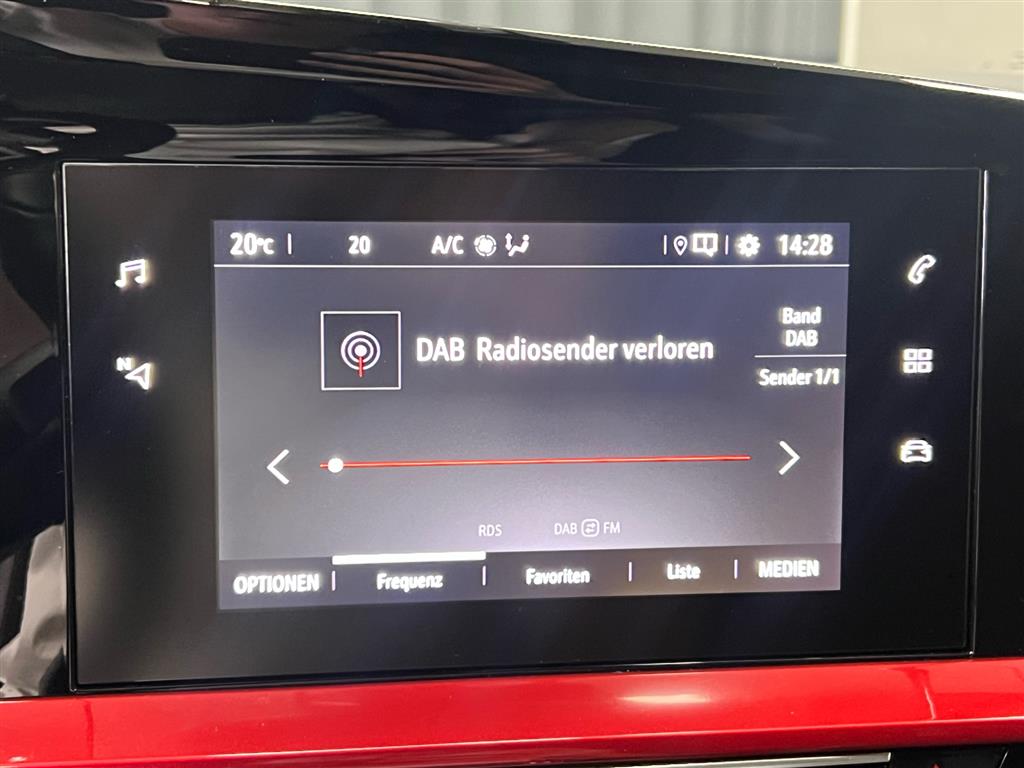 20°C 20 A/C 14:28
Band
DAB
DAB Radiosender verloren
Sender 1/1
N
RDS DAB FM
OPTIONEN Frequenz Favoriten Liste MEDIEN